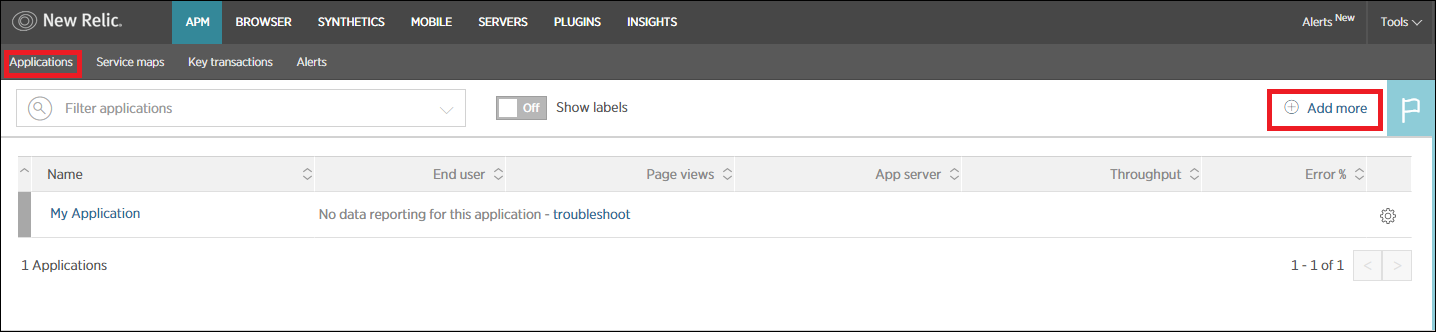 New Relic. APM BROWSER SYNTHETICS MOBILE SERVERS PLUGINS INSIGHTS Alerts New Tools
Applications Service maps Key transactions Alerts
Filter applications Off Show labels Add more
Name End user Page views App server Throughput Error %
My Application No data reporting for this application - troubleshoot
1 Applications 1 - 1 of 1 < >